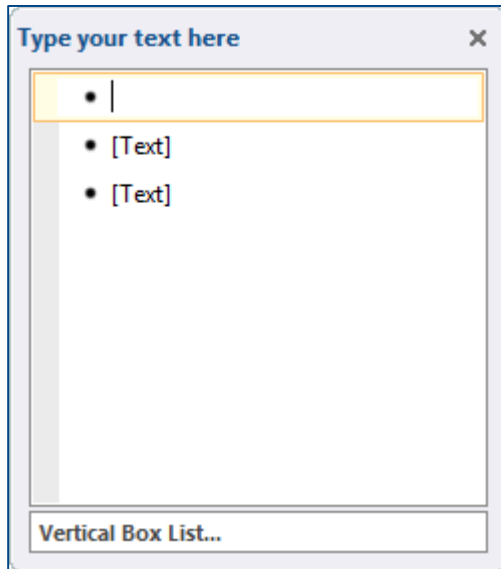 Type your text here
• 
• [Text]
• [Text]
Vertical Box List...